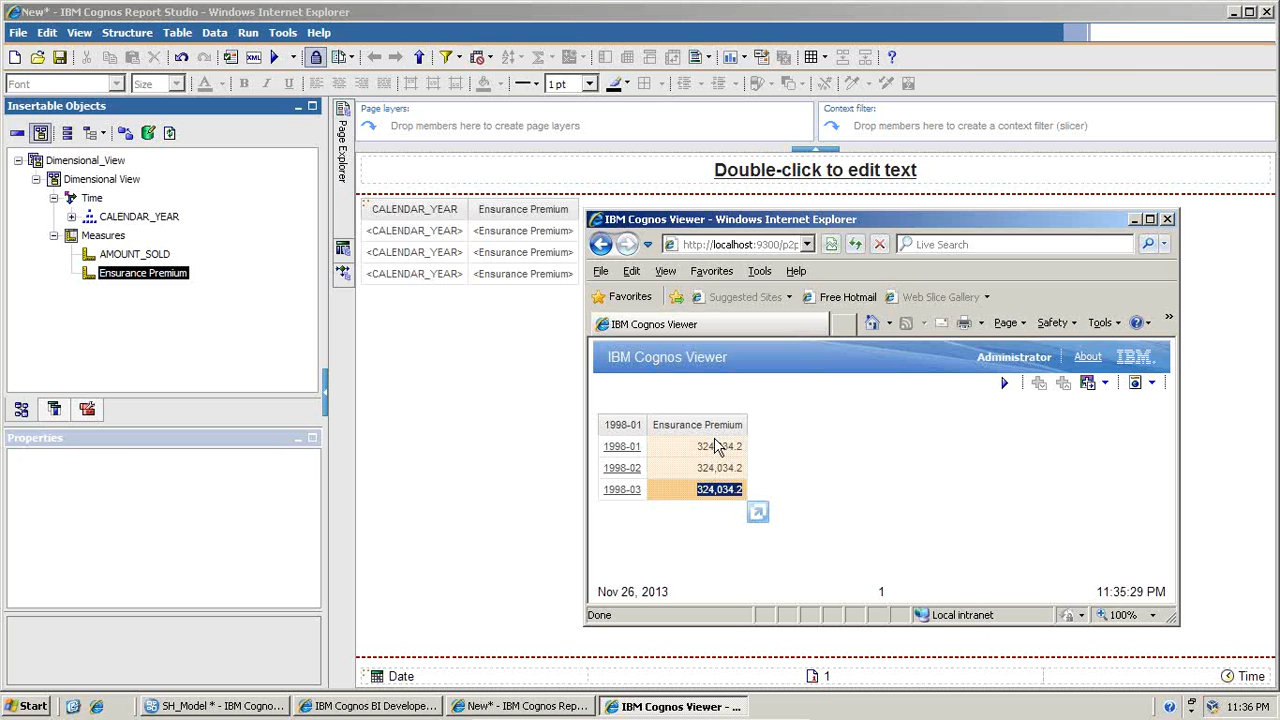 New* - IBM Cognos Report Studio - Windows Internet Explorer
File Edit View Structure Table Data Run Tools Help
Font Size 1 pt
Insertable Objects
Dimensional_View
Dimensional View
Time
CALENDAR_YEAR
Measures
AMOUNT_SOLD
Ensurance Premium
Properties
Page Explorer
Page layers:
Drop members here to create page layers
Context filter:
Drop members here to create a context filter (slicer)
Double-click to edit text
CALENDAR_YEAR Ensurance Premium
<CALENDAR_YEAR> <Ensurance Premium>
<CALENDAR_YEAR> <Ensurance Premium>
<CALENDAR_YEAR> <Ensurance Premium>
IBM Cognos Viewer - Windows Internet Explorer
http://localhost:9300/p2p Live Search
File Edit View Favorites Tools Help
Favorites Suggested Sites Free Hotmail Web Slice Gallery
IBM Cognos Viewer Page Safety Tools »
IBM Cognos Viewer Administrator About IBM.
1998-01 Ensurance Premium
1998-01 324,034.2
1998-02 324,034.2
1998-03 324,034.2
Nov 26, 2013 1 11:35:29 PM
Done Local intranet 100%
Date 1 Time
Start SH_Model * - IBM Cogno... IBM Cognos BI Develope... New* - IBM Cognos Rep... IBM Cognos Viewer - ... 11:36 PM